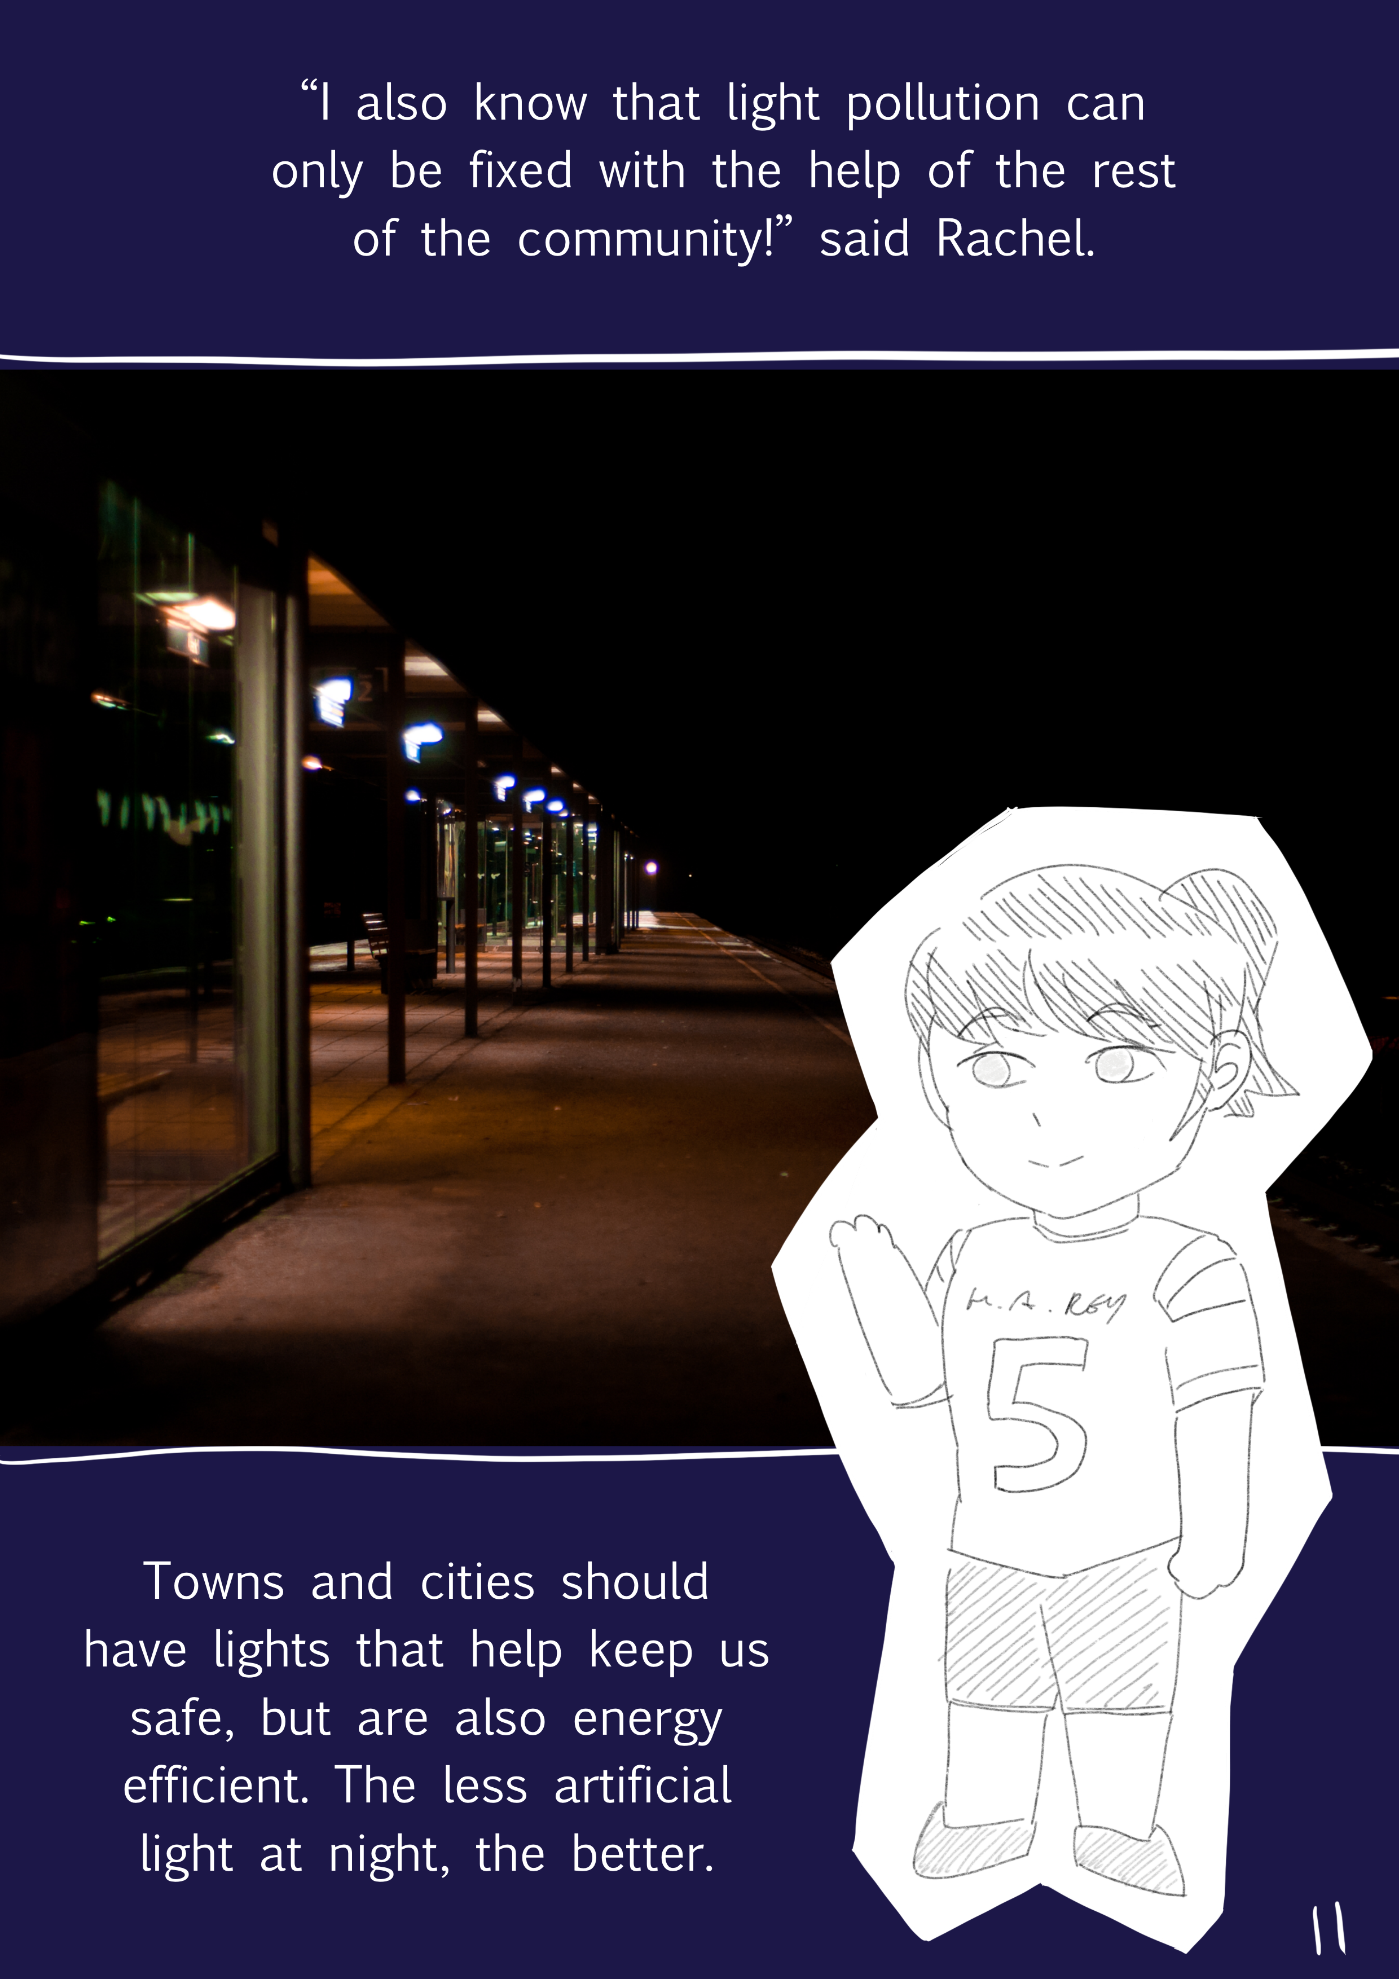 “I also know that light pollution can
only be fixed with the help of the rest
of the community!” said Rachel.
2
H. A. REY
5
Towns and cities should
have lights that help keep us
safe, but are also energy
efficient. The less artificial
light at night, the better.
11